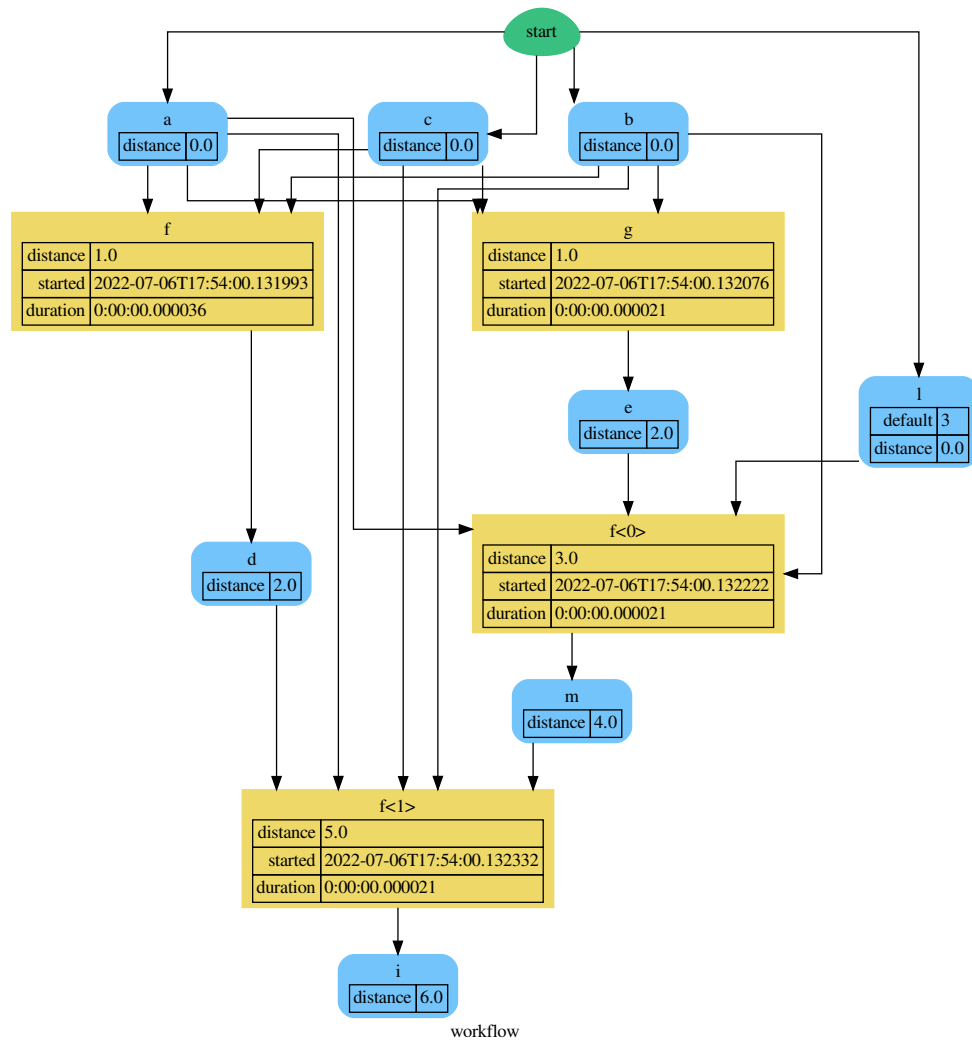 start
a
distance 0.0
c
distance 0.0
b
distance 0.0
f
distance 1.0
started 2022-07-06T17:54:00.131993
duration 0:00:00.000036
g
distance 1.0
started 2022-07-06T17:54:00.132076
duration 0:00:00.000021
e
distance 2.0
l
default 3
distance 0.0
f<0>
distance 3.0
started 2022-07-06T17:54:00.132222
duration 0:00:00.000021
d
distance 2.0
m
distance 4.0
f<1>
distance 5.0
started 2022-07-06T17:54:00.132332
duration 0:00:00.000021
i
distance 6.0
workflow